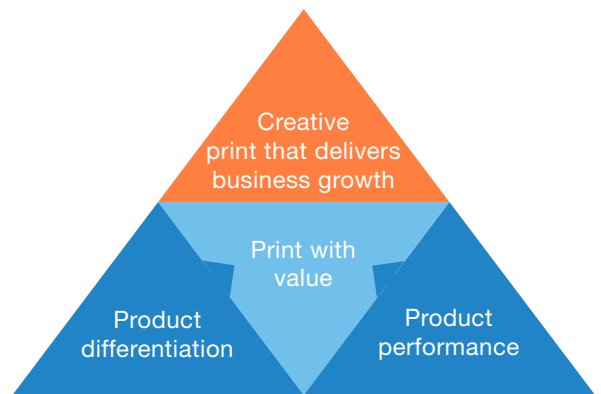 Creative
print that delivers
business growth
Print with
value
Product
differentiation
Product
performance